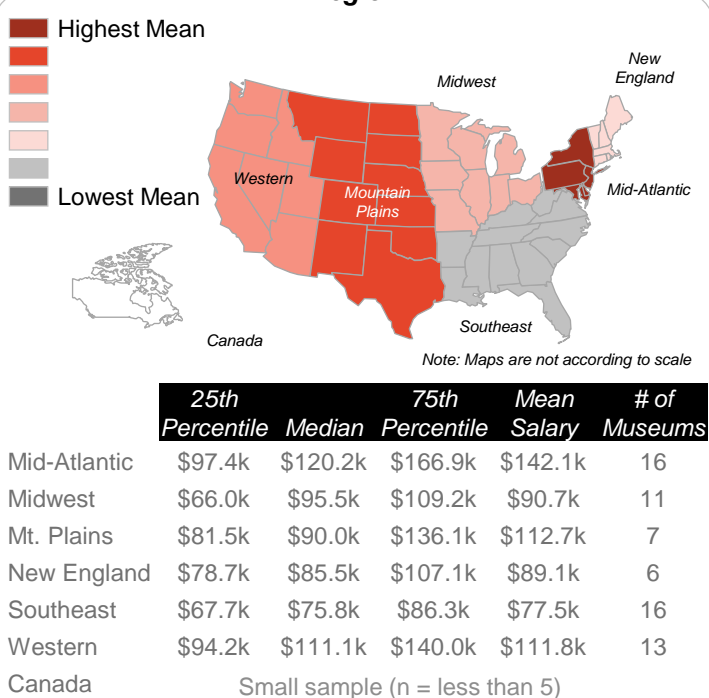 Highest Mean
Lowest Mean
New
England
Midwest
Western
Mountain
Plains
Mid-Atlantic
Southeast
Canada
Note: Maps are not according to scale
25th Percentile Median 75th Percentile Mean Salary # of Museums
Mid-Atlantic $97.4k $120.2k $166.9k $142.1k 16
Midwest $66.0k $95.5k $109.2k $90.7k 11
Mt. Plains $81.5k $90.0k $136.1k $112.7k 7
New England $78.7k $85.5k $107.1k $89.1k 6
Southeast $67.7k $75.8k $86.3k $77.5k 16
Western $94.2k $111.1k $140.0k $111.8k 13
Canada Small sample (n = less than 5)